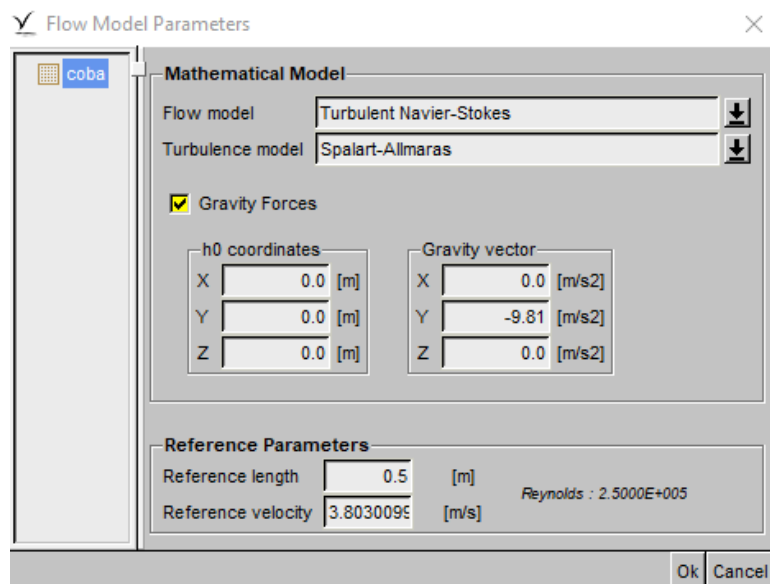 Flow Model Parameters
coba
Mathematical Model
Flow model Turbulent Navier-Stokes
Turbulence model Spalart-Allmaras
Gravity Forces
h0 coordinates Gravity vector
X 0.0 [m] X 0.0 [m/s2]
Y 0.0 [m] Y -9.81 [m/s2]
Z 0.0 [m] Z 0.0 [m/s2]
Reference Parameters
Reference length 0.5 [m]
Reynolds : 2.5000E+005
Reference velocity 3.8030099 [m/s]
Ok Cancel